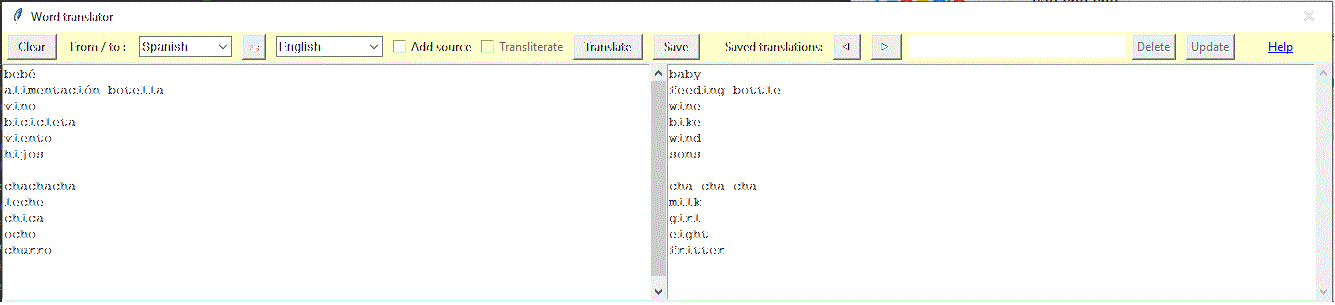 Word translator
Clear From / to : Spanish English Add source Transliterate Translate Save Saved translations: Delete Update Help
bebé baby
alimentación botella feeding bottle
vino wine
bicicleta bike
viento wind
hijos sons
chachacha cha cha cha
leche milk
chica girl
ocho eight
churro fritter